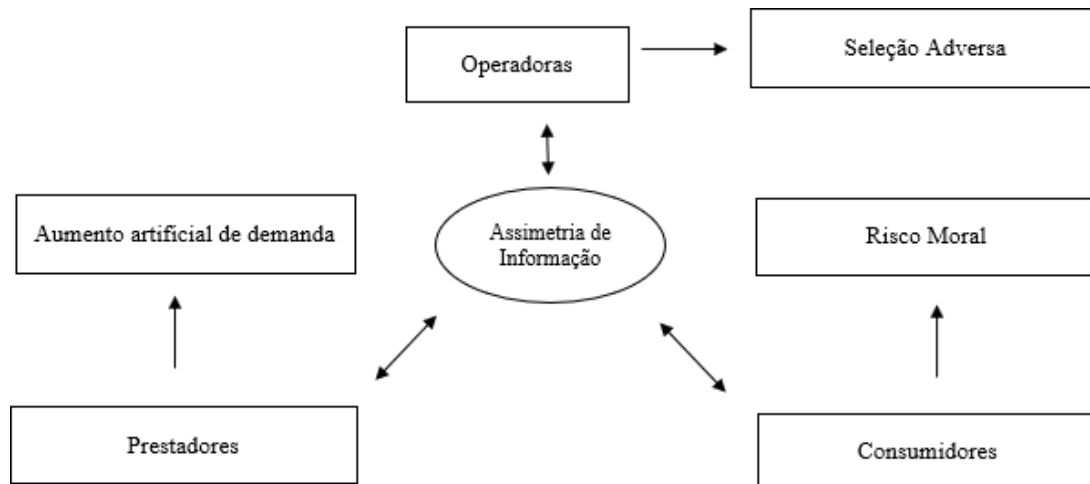 Operadoras
Seleção Adversa
Aumento artificial de demanda
Assimetria de
Informação
Risco Moral
Prestadores
Consumidores